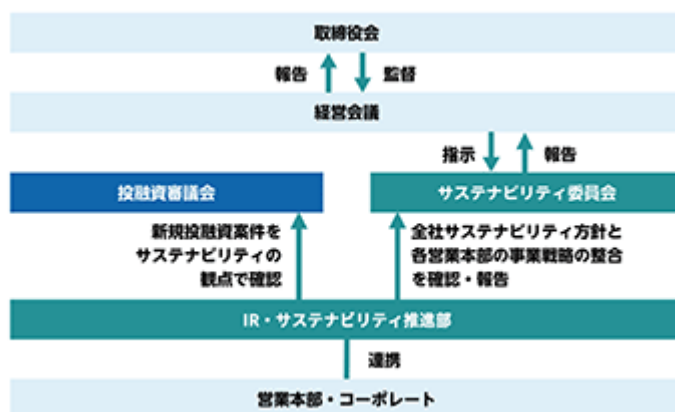 取締役会
報告
監督
経営会議
指示
報告
投融資審議会
サステナビリティ委員会
新規投融資案件を
サステナビリティの
観点で確認
全社サステナビリティ方針と
各営業本部の事業戦略の整合
を確認・報告
IR・サステナビリティ推進部
連携
営業本部・コーポレート